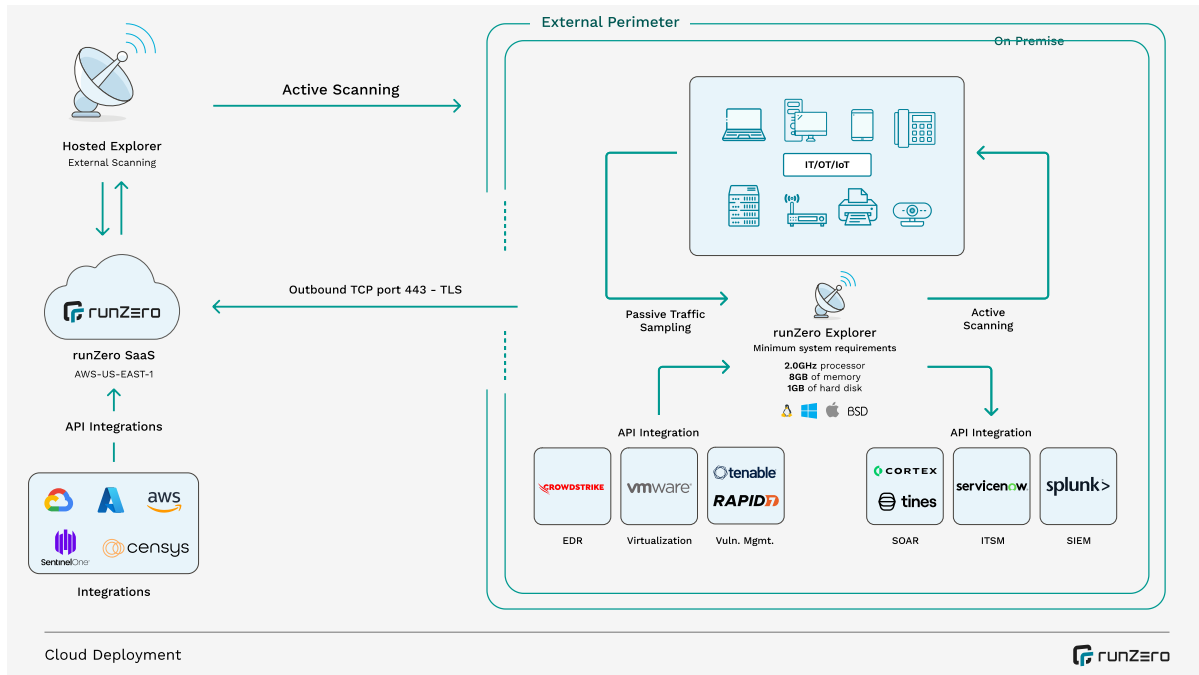 External Perimeter
On Premise
Active Scanning
Hosted Explorer
External Scanning
IT/OT/IoT
Outbound TCP port 443 - TLS
runZero
runZero SaaS
AWS-US-EAST-1
API Integrations
aws
SentinelOne
censys
Integrations
Passive Traffic
Sampling
runZero Explorer
Minimum system requirements
2.0GHz processor
8GB of memory
1GB of hard disk
BSD
Active
Scanning
API Integration
CROWDSTRIKE
vmware
tenable
RAPID7
EDR
Virtualization
Vuln. Mgmt.
API Integration
CORTEX
tines
servicenow
splunk>
SOAR
ITSM
SIEM
Cloud Deployment
runZero